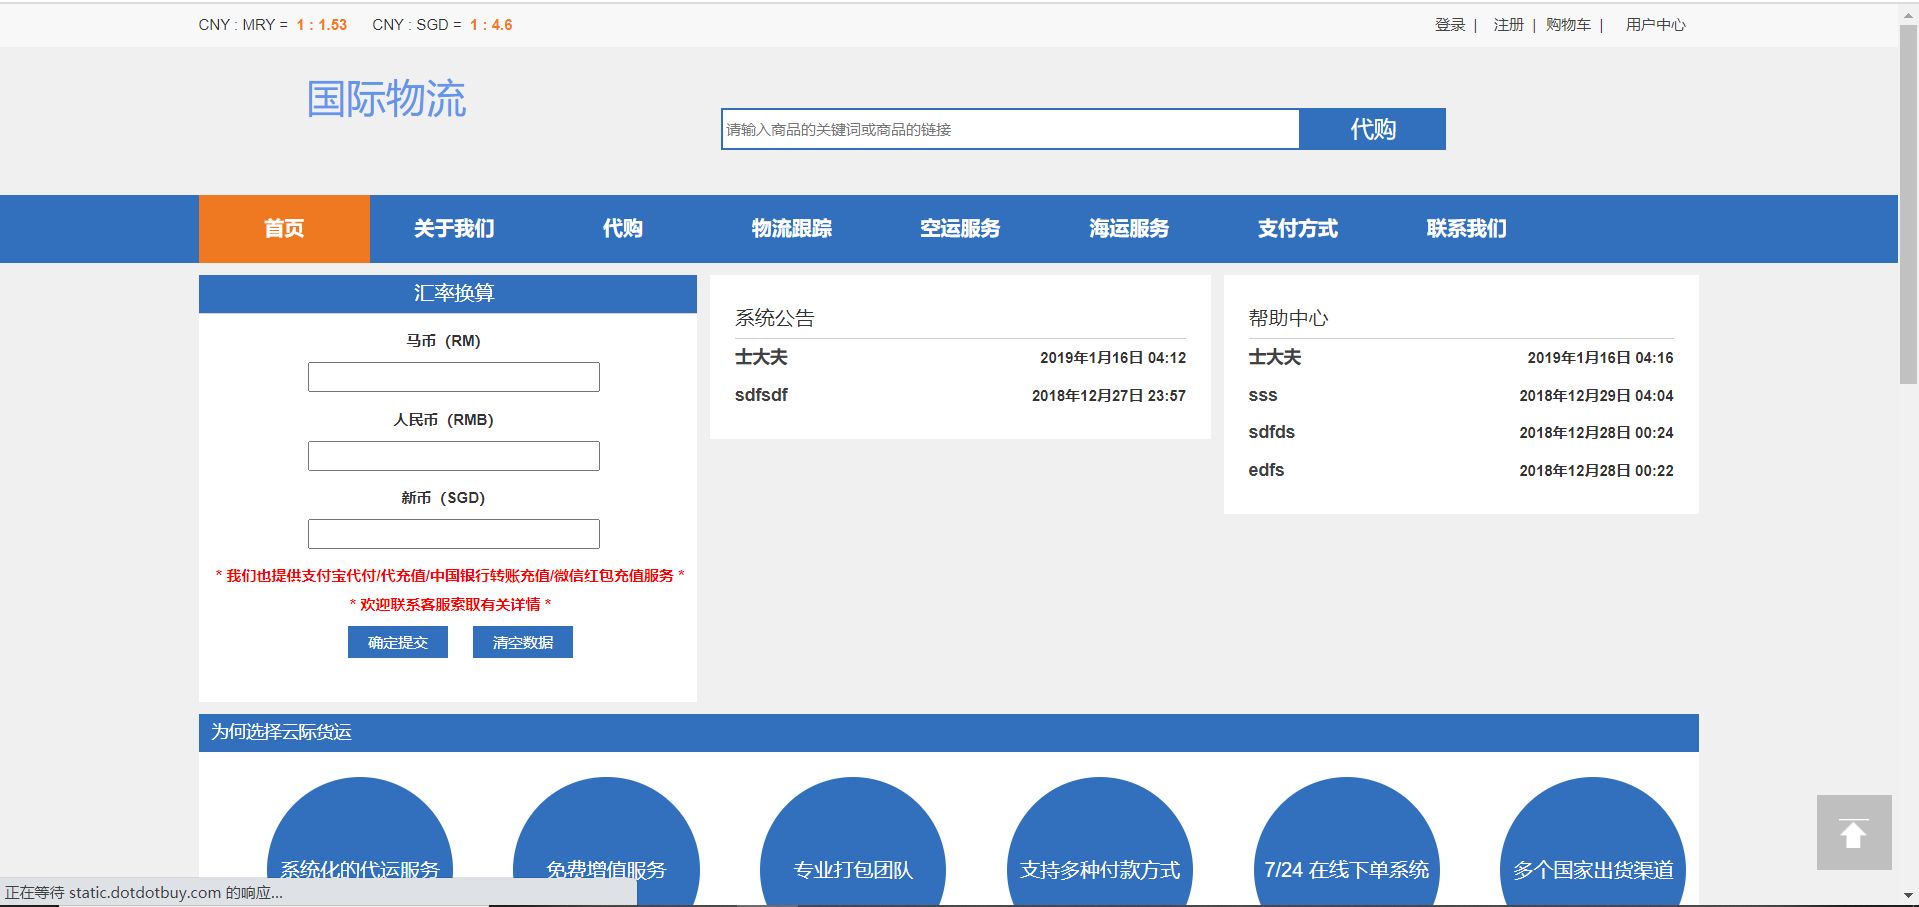 CNY : MRY = 1 : 1.53 CNY : SGD = 1 : 4.6 登录 | 注册 | 购物车 | 用户中心
国际物流
请输入商品的关键词或商品的链接 代购
首页 关于我们 代购 物流跟踪 空运服务 海运服务 支付方式 联系我们
汇率换算
马币（RM）
人民币（RMB）
新币（SGD）
* 我们也提供支付宝代付/代充值/中国银行转账充值/微信红包充值服务 *
* 欢迎联系客服索取有关详情 *
确定提交 清空数据
系统公告
士大夫 2019年1月16日 04:12
sdfsdf 2018年12月27日 23:57
帮助中心
士大夫 2019年1月16日 04:16
sss 2018年12月29日 04:04
sdfds 2018年12月28日 00:24
edfs 2018年12月28日 00:22
为何选择云际货运
系统化的代运服务 免费增值服务 专业打包团队 支持多种付款方式 7/24 在线下单系统 多个国家出货渠道
正在等待 static.dotdotbuy.com 的响应...